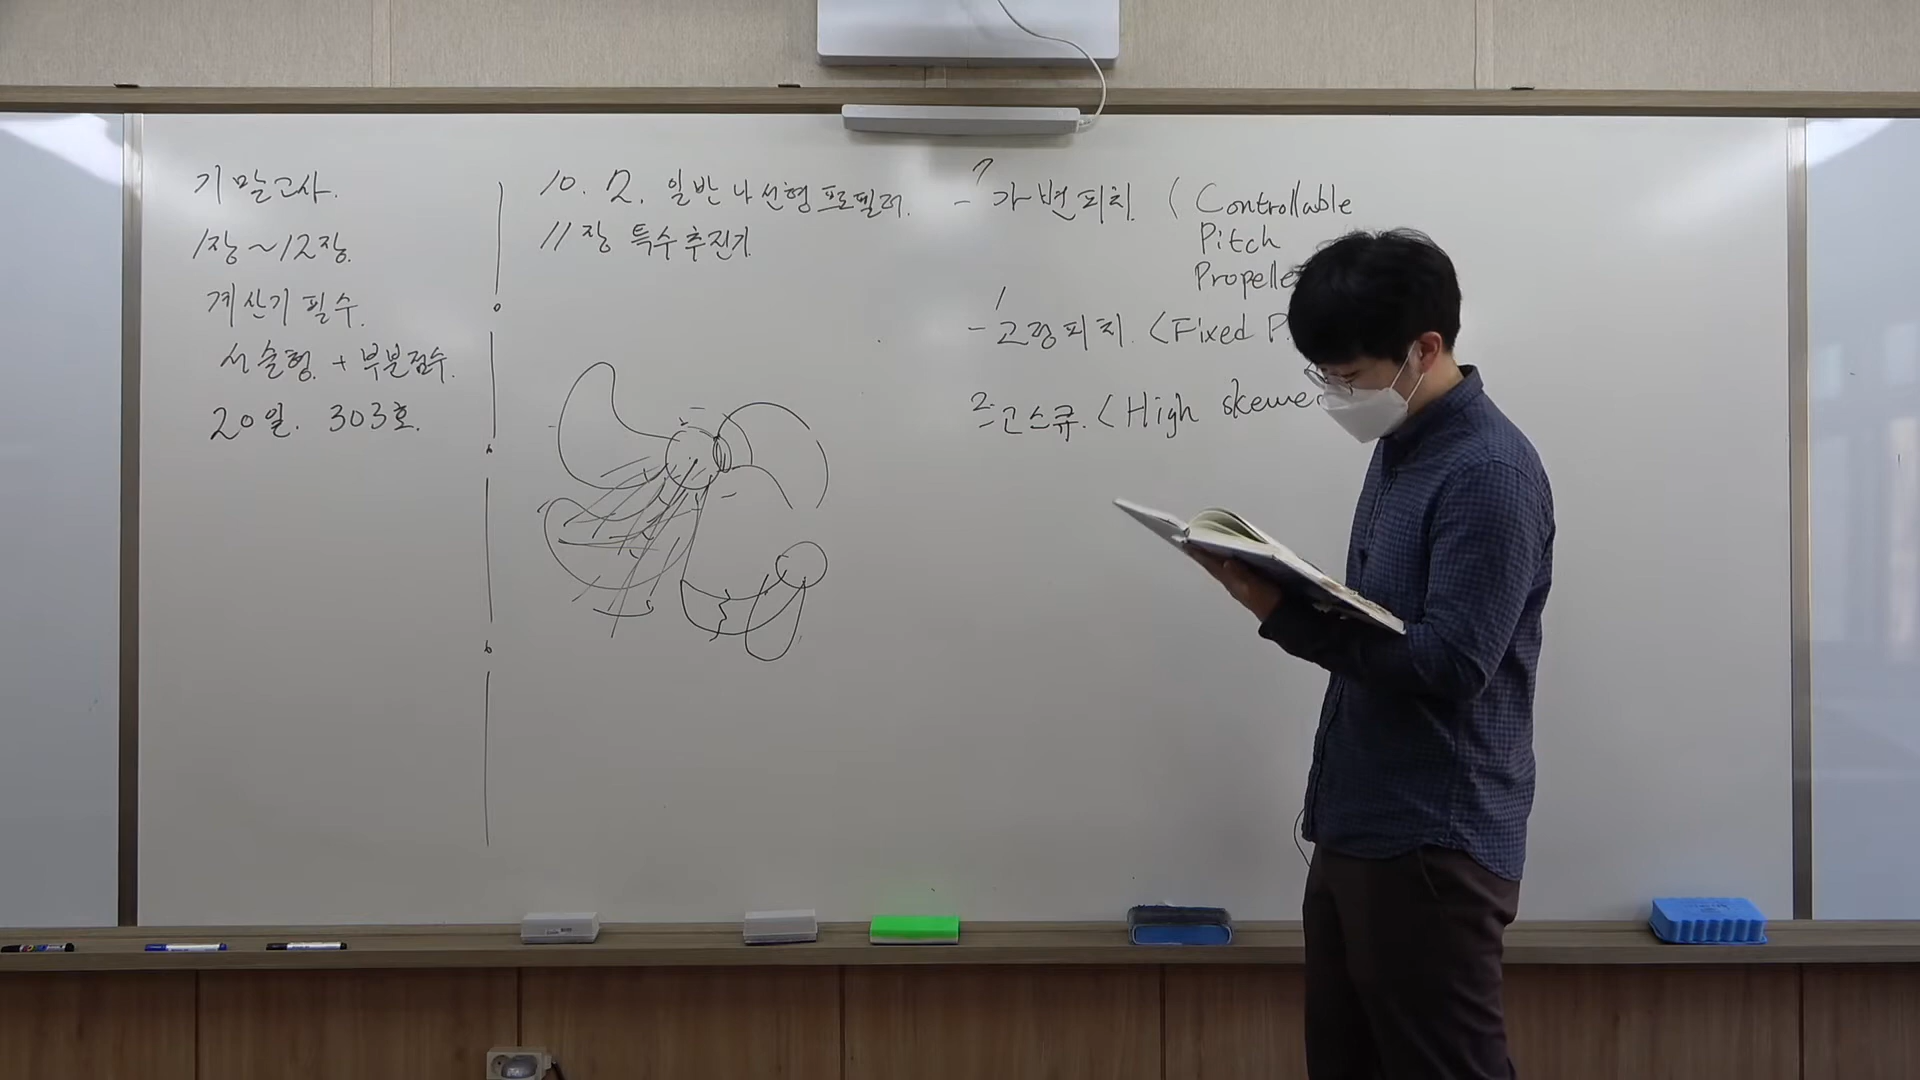 기말고사.
1장~12장.
계산기 필수.
서술형 + 부분점수.
20일. 303호.
10. 2. 일반 나선형 프로펠러.
11장 특수추진기.
- 가변피치 (Controllable
Pitch
Propelle
1
- 고정피치. (Fixed P
2
- 고스큐. (High skewe